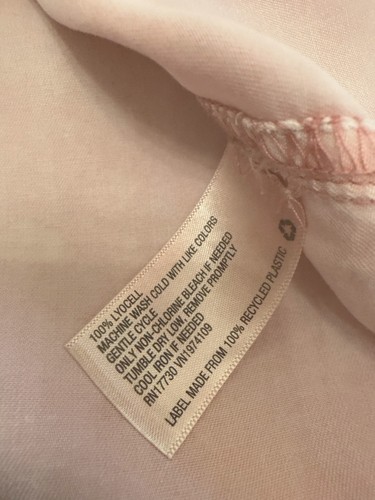 100% LYOCELL
MACHINE WASH COLD WITH LIKE COLORS
GENTLE CYCLE
ONLY NON-CHLORINE BLEACH IF NEEDED
TUMBLE DRY LOW, REMOVE PROMPTLY
COOL IRON IF NEEDED
RN17730 VN1974109
LABEL MADE FROM 100% RECYCLED PLASTIC